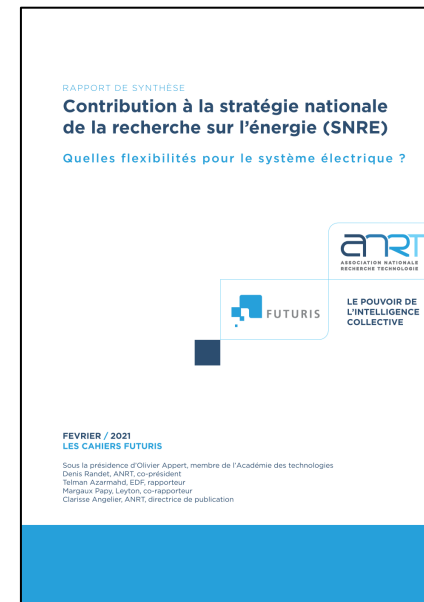 RAPPORT DE SYNTHÈSE
Contribution à la stratégie nationale
de la recherche sur l'énergie (SNRE)
Quelles flexibilités pour le système électrique ?
anrt
ASSOCIATION NATIONALE
RECHERCHE TECHNOLOGIE
FUTURIS
LE POUVOIR DE
L'INTELLIGENCE
COLLECTIVE
FEVRIER / 2021
LES CAHIERS FUTURIS
Sous la présidence d'Olivier Appert, membre de l'Académie des technologies
Denis Randet, ANRT, co-président
Telman Azarmahd, EDF, rapporteur
Margaux Papy, Leyton, co-rapporteur
Clarisse Angelier, ANRT, directrice de publication